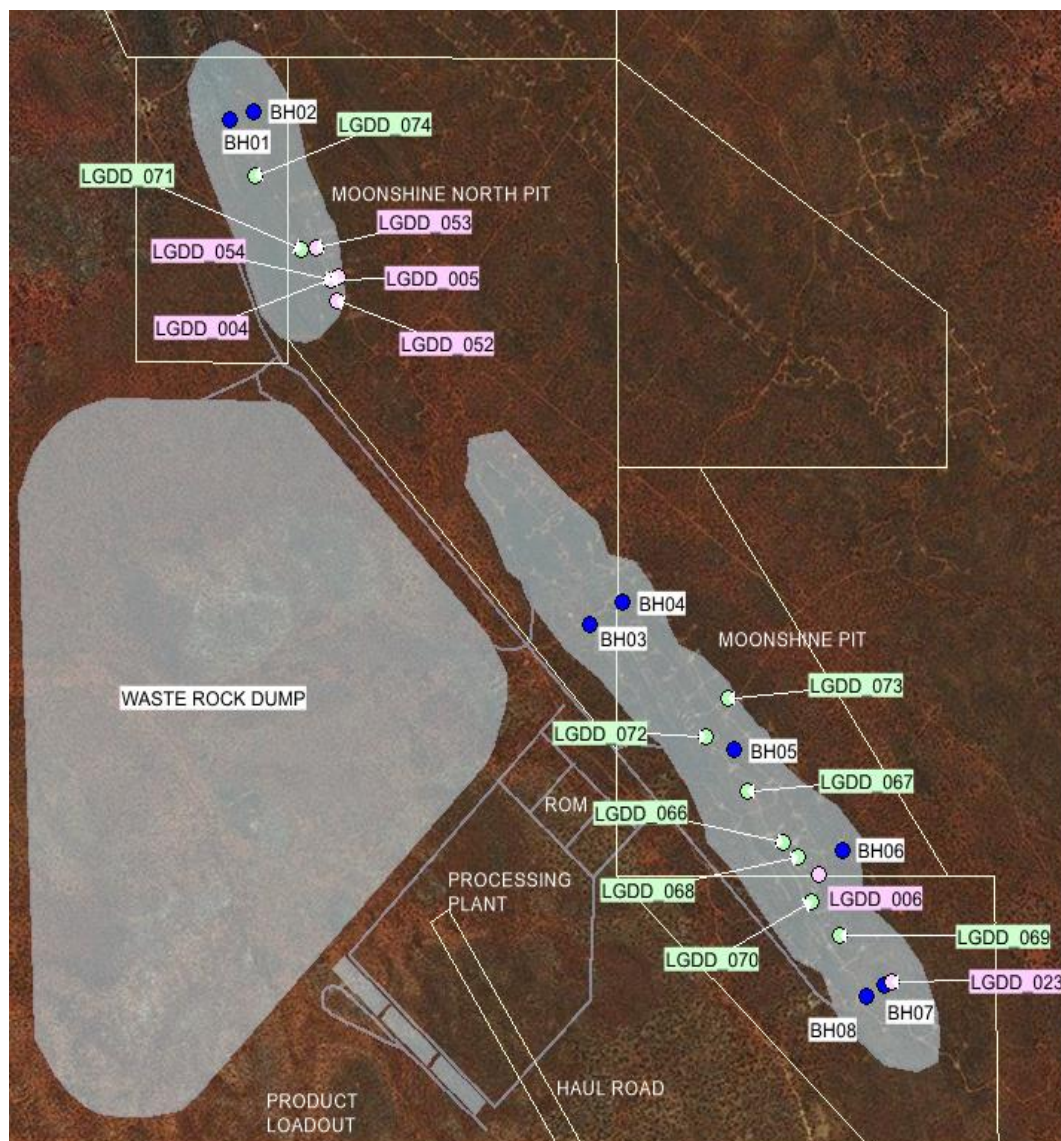 BH02
LGDD_074
BH01
LGDD_071
MOONSHINE NORTH PIT
LGDD_053
LGDD_054
LGDD_005
LGDD_004
LGDD_052
BH04
BH03
MOONSHINE PIT
WASTE ROCK DUMP
LGDD_073
LGDD_072
BH05
LGDD_067
ROM
LGDD_066
BH06
PROCESSING
PLANT
LGDD_068
LGDD_006
LGDD_069
LGDD_070
LGDD_023
BH07
BH08
HAUL ROAD
PRODUCT
LOADOUT